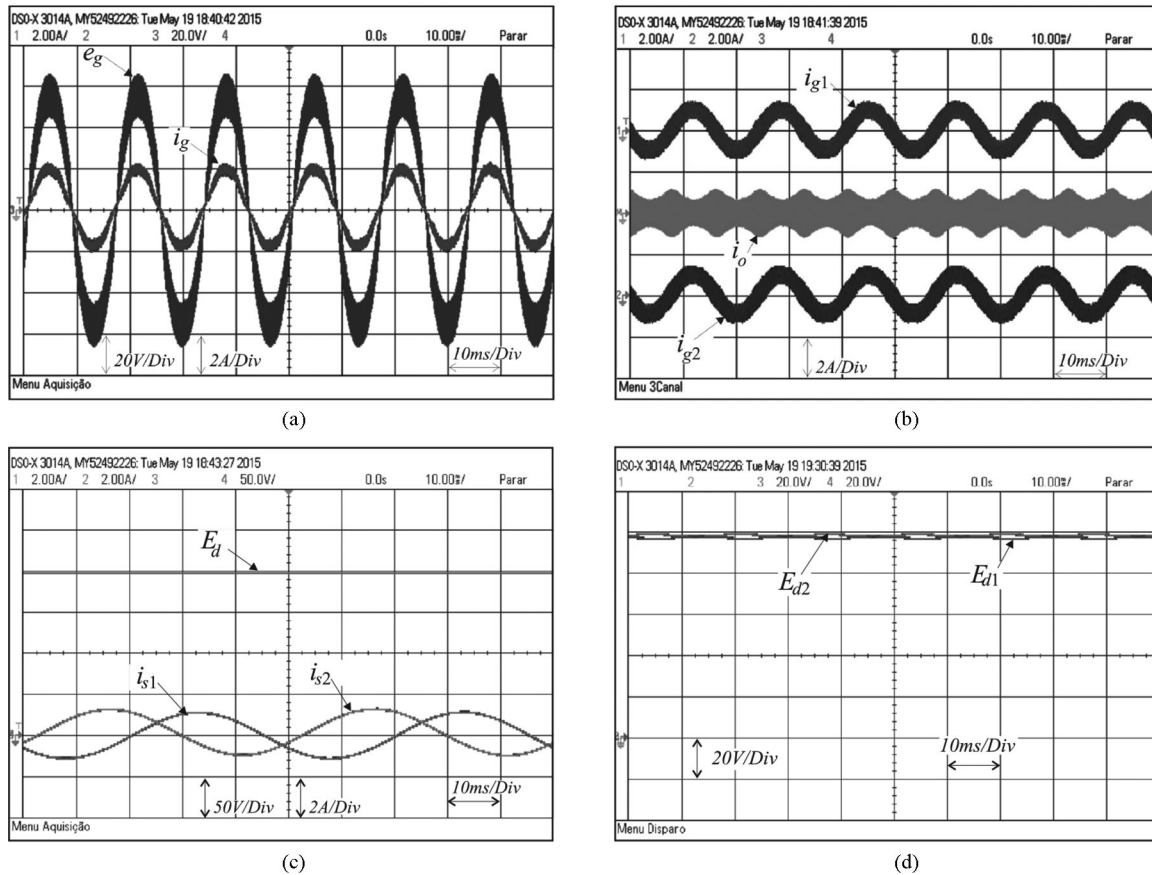 DSO-X 3014A, MY52492226: Tue May 19 18:40:42 2015
1 2.00A/ 2 3 20.0V/ 4 0.0s 10.00ms/ Parar
e_g
i_g
20V/Div
2A/Div
10ms/Div
Menu Aquisição
(a)
DSO-X 3014A, MY52492226: Tue May 19 18:41:39 2015
1 2.00A/ 2 2.00A/ 3 4 0.0s 10.00ms/ Parar
i_g1
i_o
i_g2
2A/Div
10ms/Div
Menu 3Canal
(b)
DSO-X 3014A, MY52492226: Tue May 19 18:43:27 2015
1 2.00A/ 2 2.00A/ 3 4 50.0V/ 0.0s 10.00ms/ Parar
E_d
i_s1
i_s2
50V/Div
2A/Div
10ms/Div
Menu Aquisição
(c)
DSO-X 3014A, MY52492226: Tue May 19 19:30:39 2015
1 2 3 20.0V/ 4 20.0V/ 0.0s 10.00ms/ Parar
E_d2
E_d1
20V/Div
10ms/Div
Menu Disparo
(d)